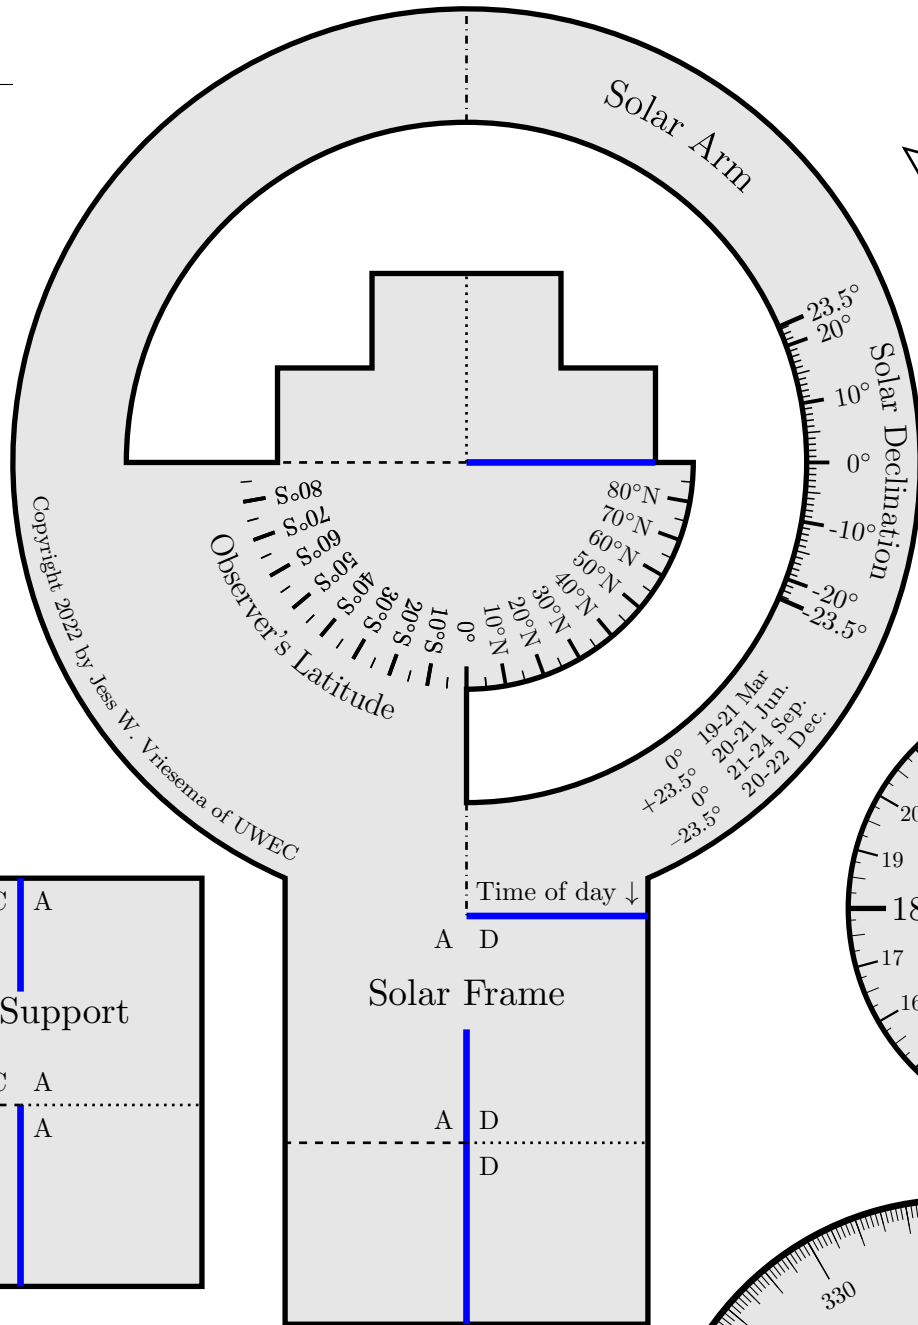 Solar Arm
23.5°
20°
10°
0°
-10°
-20°
-23.5°
Solar Declination
80°S
70°S
60°S
50°S
40°S
30°S
20°S
10°S
0°
10°N
20°N
30°N
40°N
50°N
60°N
70°N
80°N
Observer's Latitude
0° 19-21 Mar
+23.5° 20-21 Jun.
0° 21-24 Sep.
–23.5° 20-22 Dec.
Copyright 2022 by Jess W. Vriesema of UWEC
Time of day ↓
A D
Solar Frame
A D
D
C A
Support
C A
A
20
19
18
17
16
330